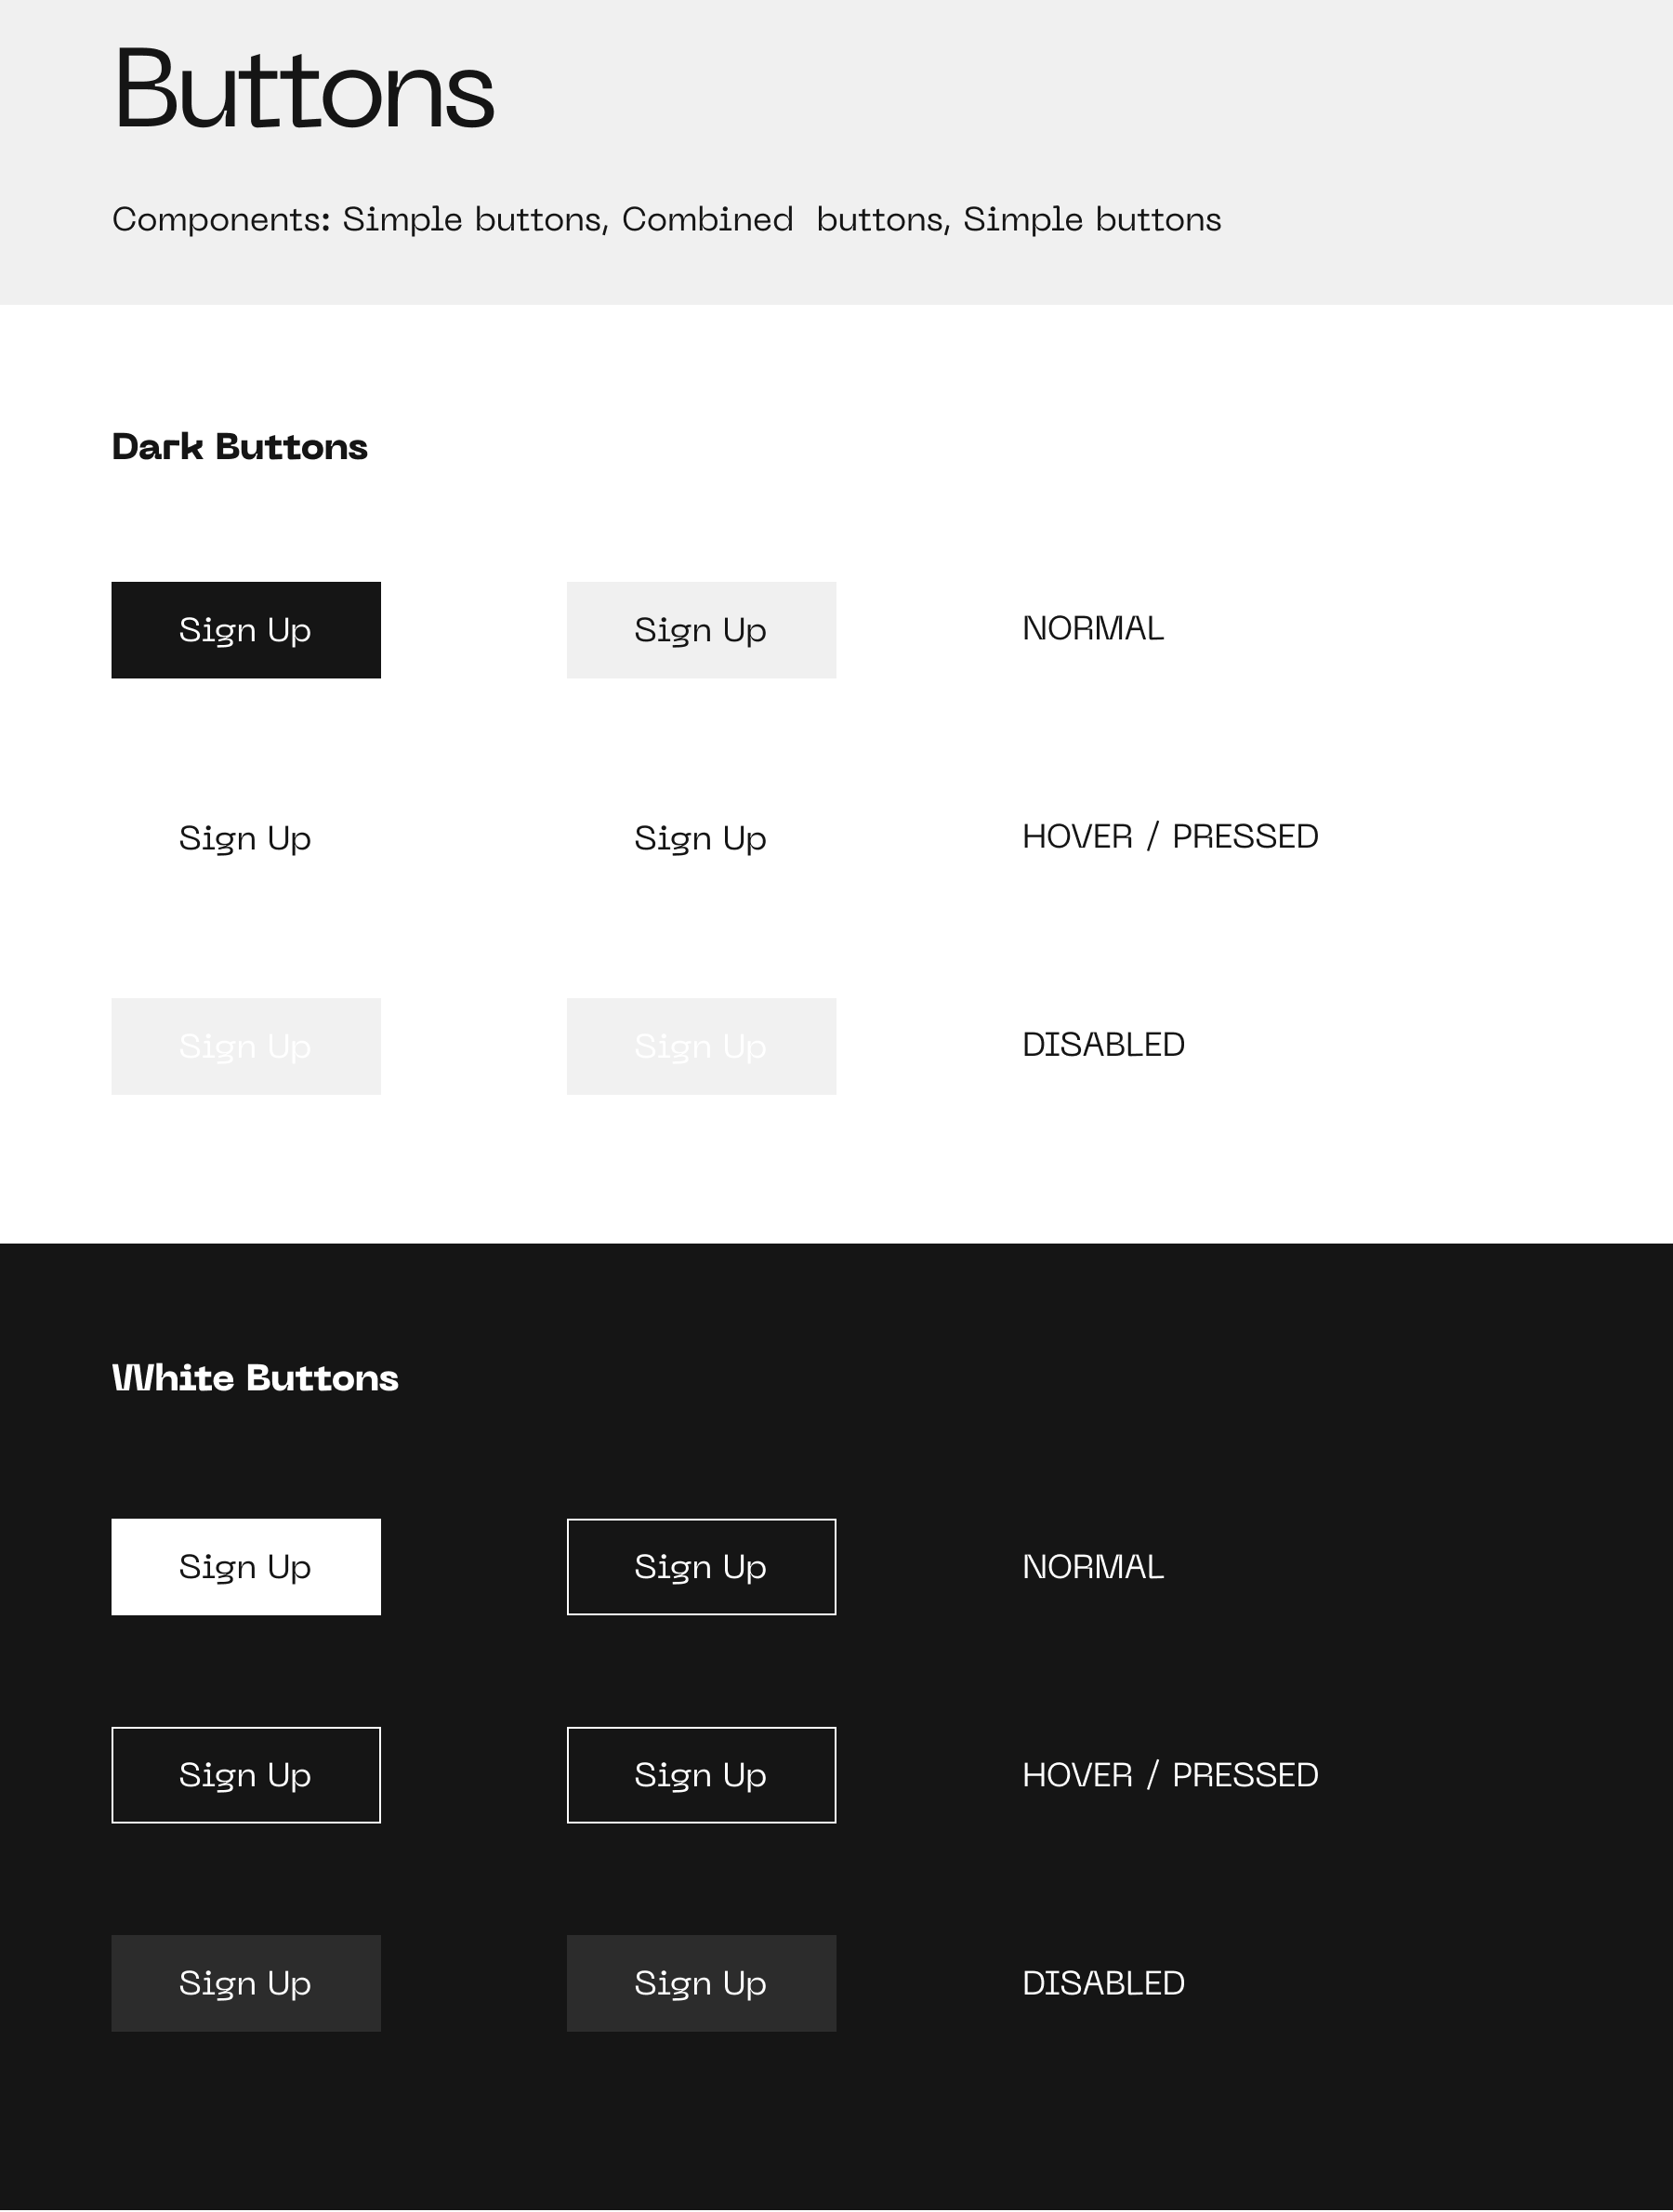 Buttons
Components: Simple buttons, Combined  buttons, Simple buttons
Dark Buttons
Sign Up Sign Up NORMAL
Sign Up Sign Up HOVER / PRESSED
Sign Up Sign Up DISABLED
White Buttons
Sign Up Sign Up NORMAL
Sign Up Sign Up HOVER / PRESSED
Sign Up Sign Up DISABLED